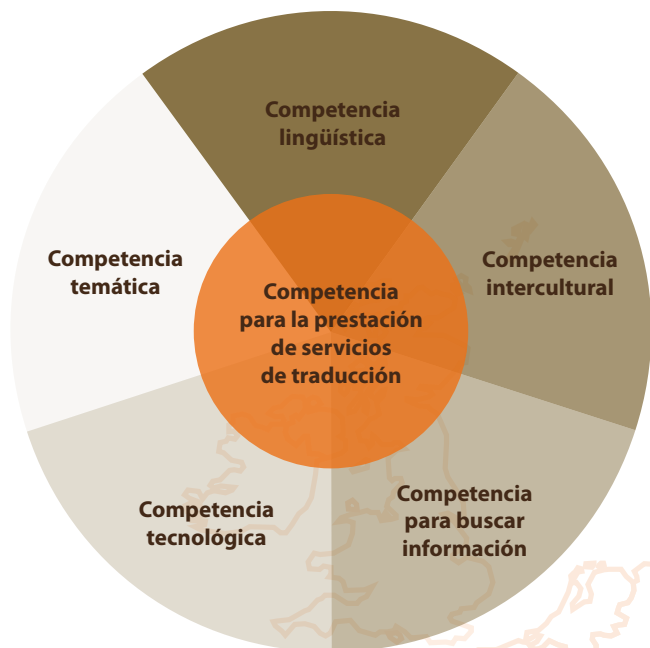 Competencia
lingüística
Competencia
temática
Competencia
intercultural
Competencia
para la prestación
de servicios
de traducción
Competencia
tecnológica
Competencia
para buscar
información